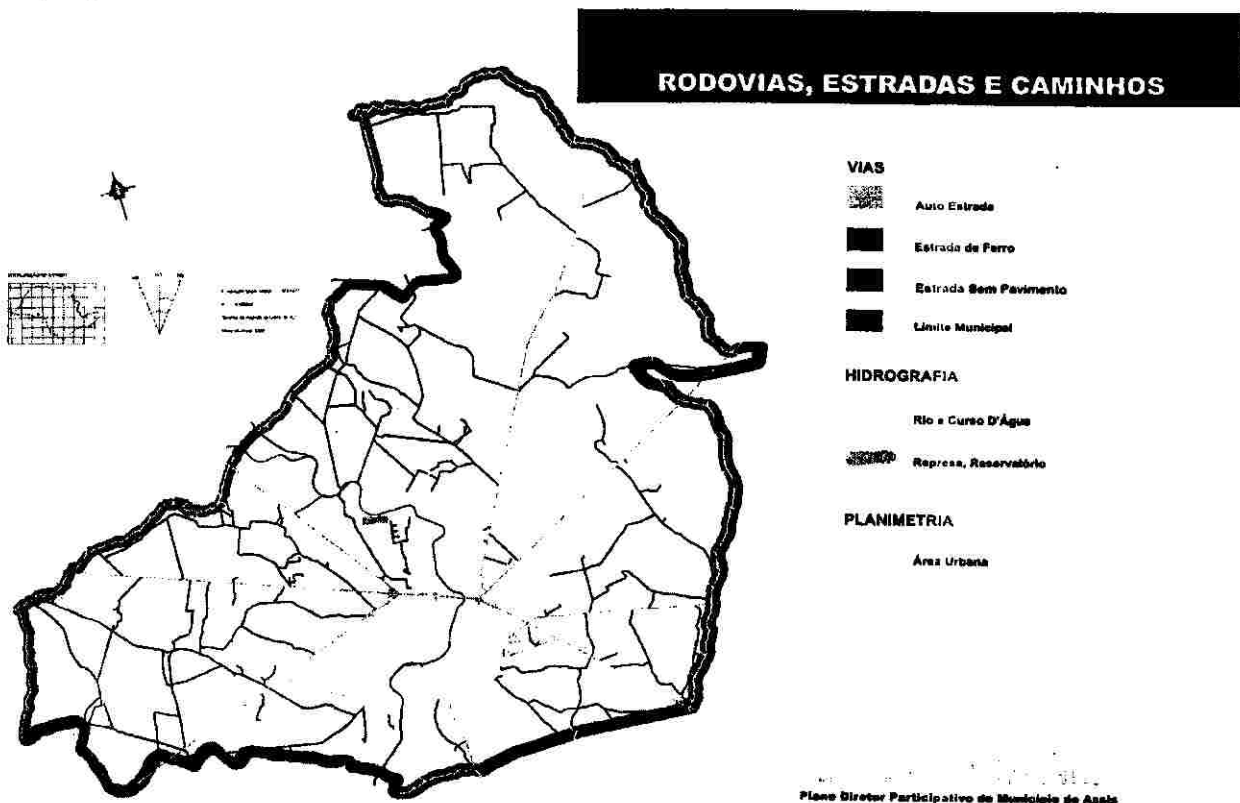 RODOVIAS, ESTRADAS E CAMINHOS
VIAS
Auto Estrada
Estrada de Ferro
Estrada Sem Pavimento
Limite Municipal
HIDROGRAFIA
Rio e Curso D'Água
Represa, Reservatório
PLANIMETRIA
Área Urbana
Plano Diretor Participativo do Município de Assis